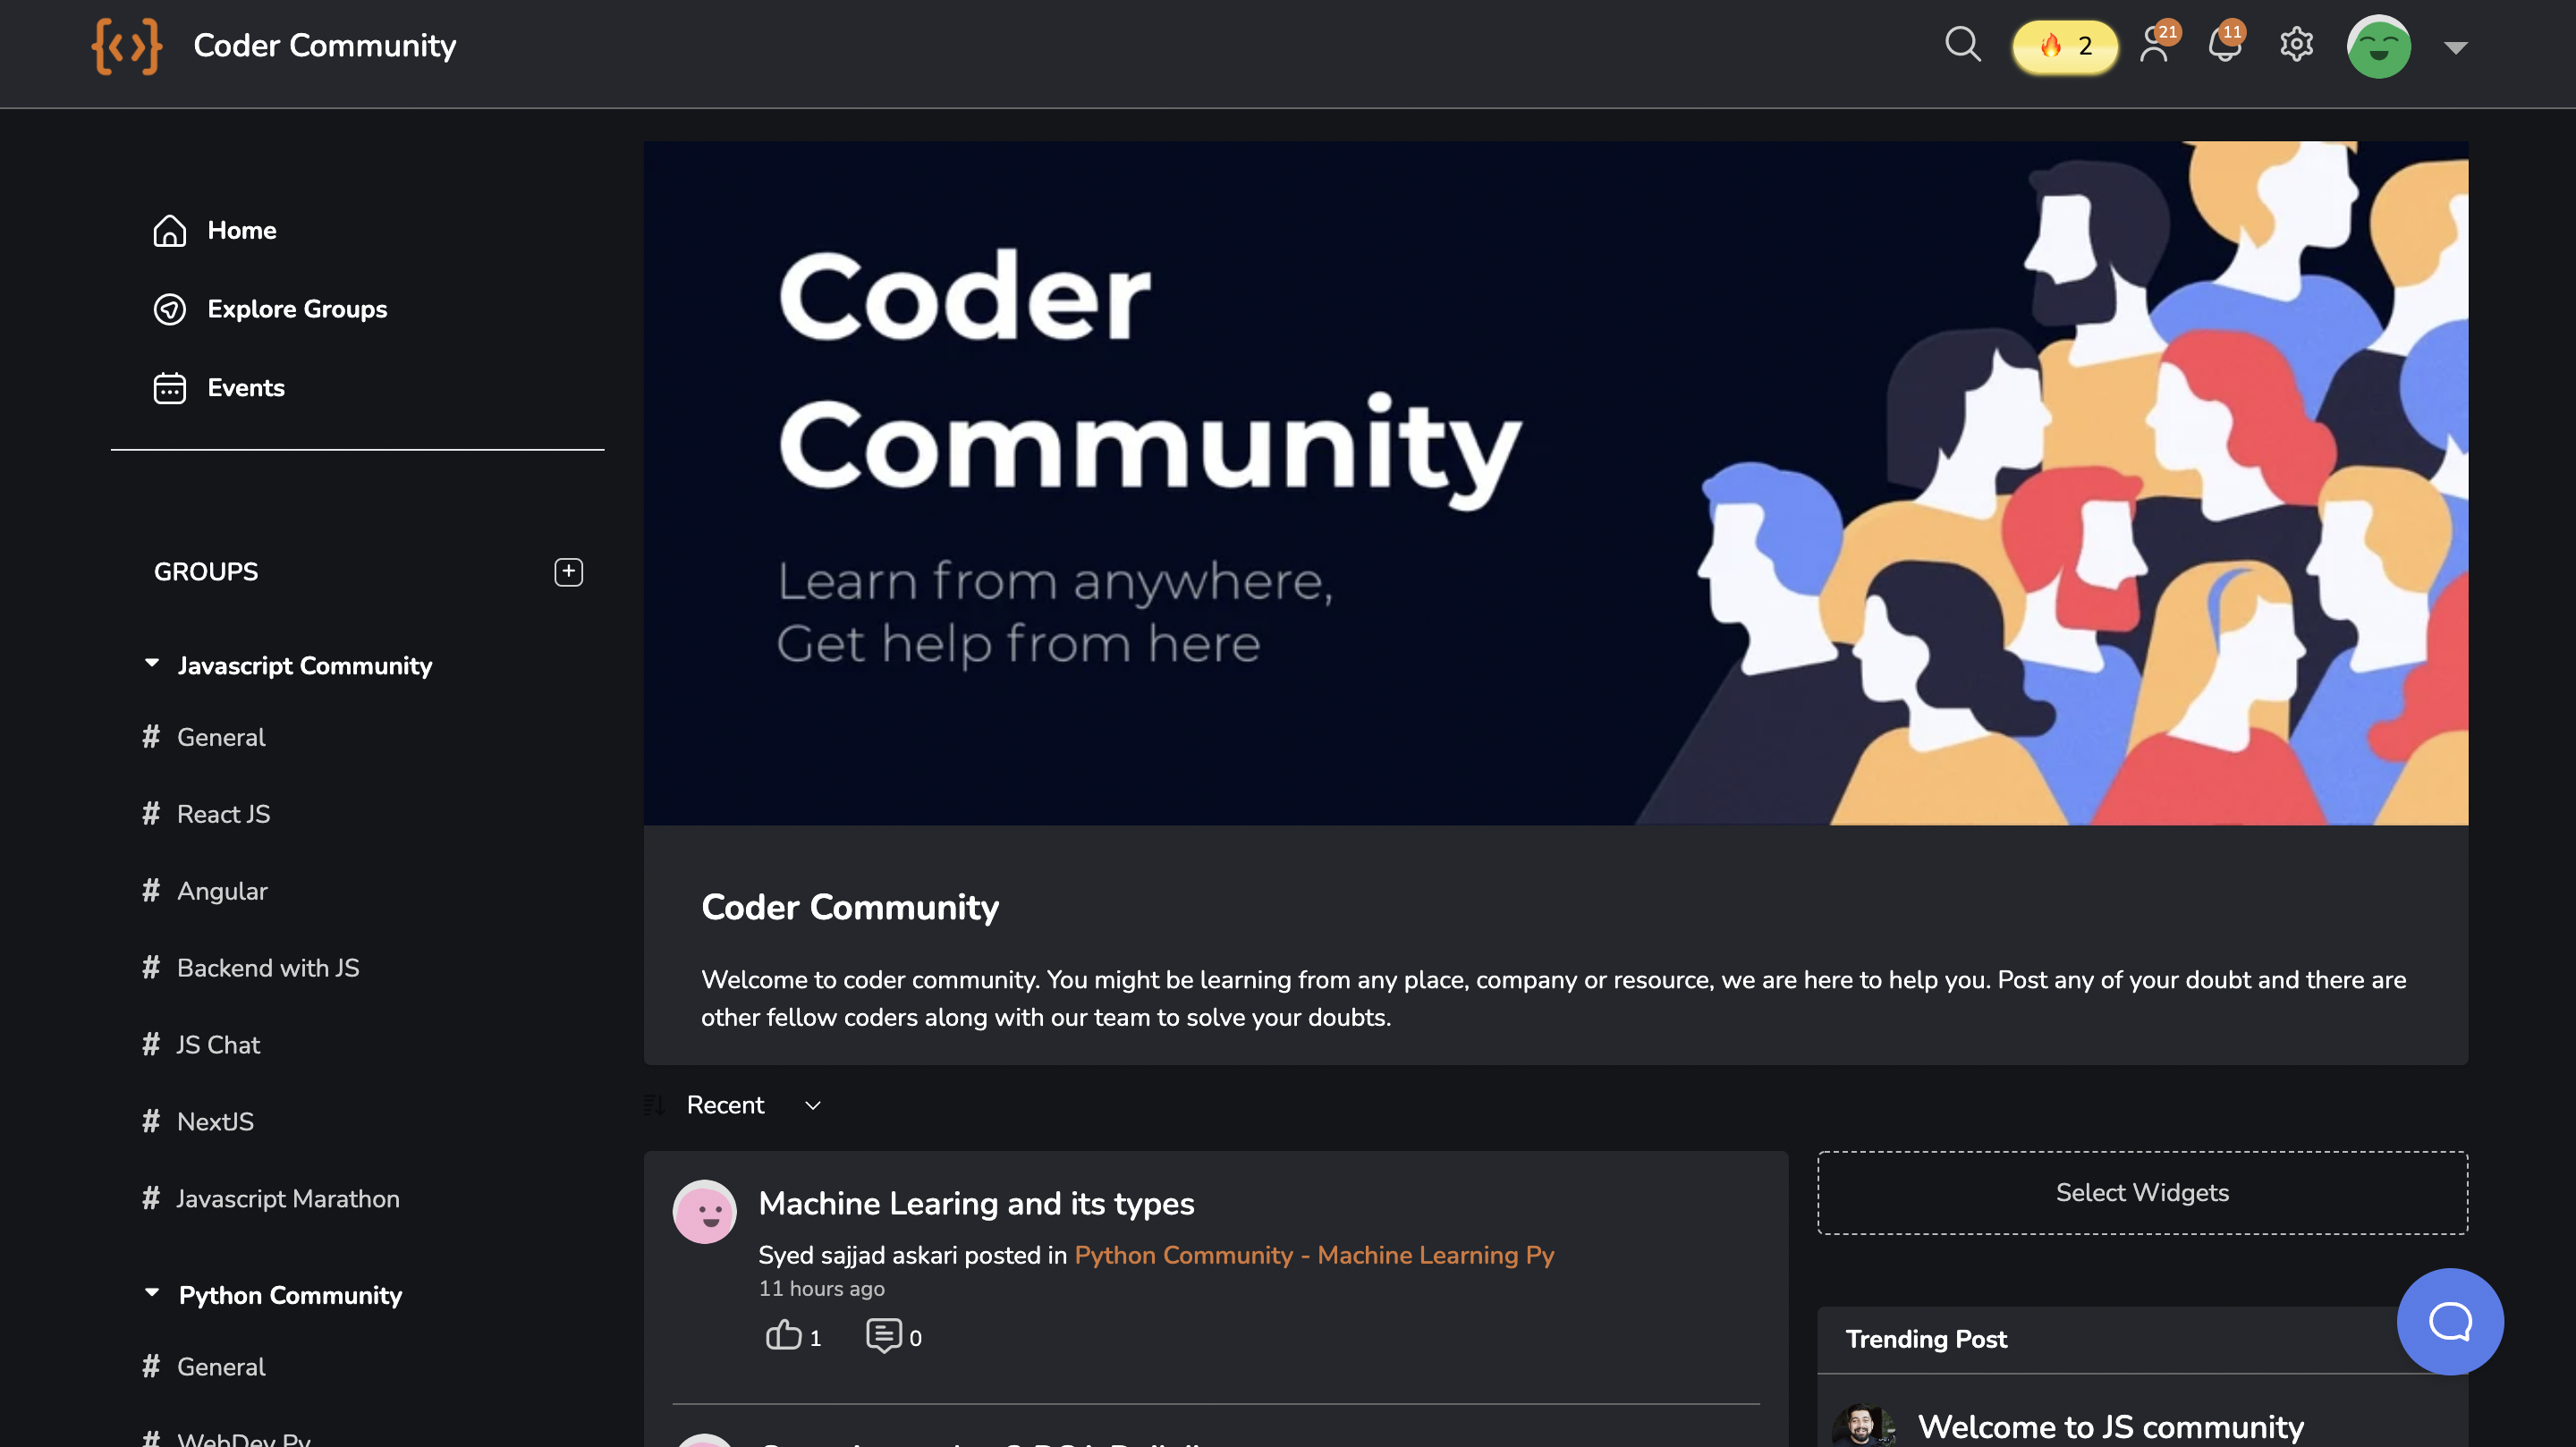 Coder Community
2
21
11
Home
Explore Groups
Events
GROUPS
Javascript Community
# General
# React JS
# Angular
# Backend with JS
# JS Chat
# NextJS
# Javascript Marathon
Python Community
# General
# WebDev Py
Coder
Community
Learn from anywhere,
Get help from here
Coder Community
Welcome to coder community. You might be learning from any place, company or resource, we are here to help you. Post any of your doubt and there are
other fellow coders along with our team to solve your doubts.
Recent
Machine Learing and its types
Syed sajjad askari posted in Python Community - Machine Learning Py
11 hours ago
1
0
Select Widgets
Trending Post
Welcome to JS community